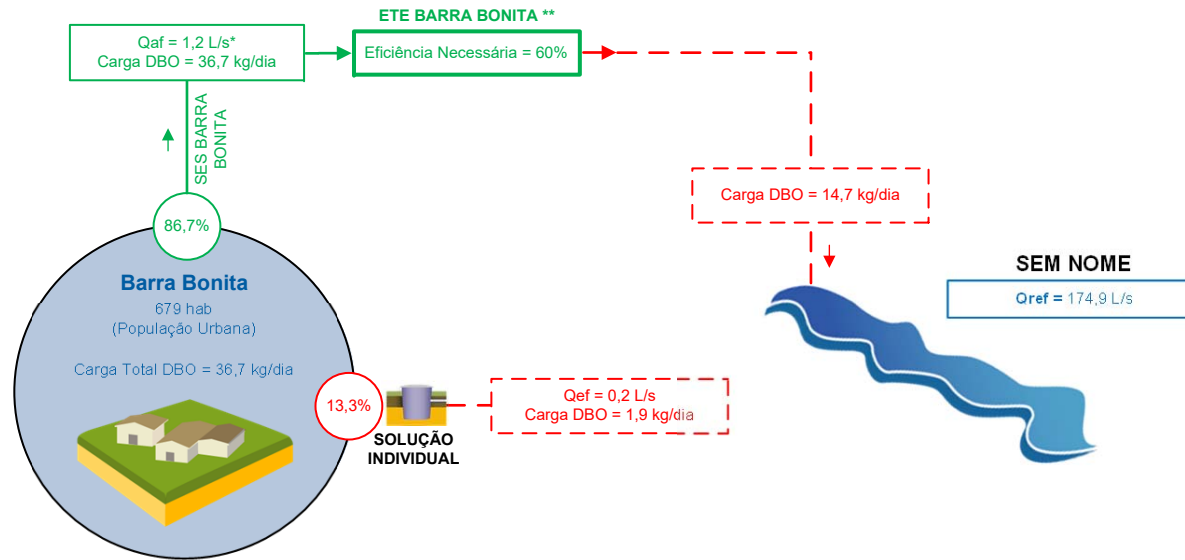 ETE BARRA BONITA **
Qaf = 1,2 L/s*
Carga DBO = 36,7 kg/dia
Eficiência Necessária = 60%
SES BARRA
BONITA
Carga DBO = 14,7 kg/dia
86,7%
SEM NOME
Qref = 174,9 L/s
Barra Bonita
679 hab
(População Urbana)
Carga Total DBO = 36,7 kg/dia
13,3%
SOLUÇÃO
INDIVIDUAL
Qef = 0,2 L/s
Carga DBO = 1,9 kg/dia